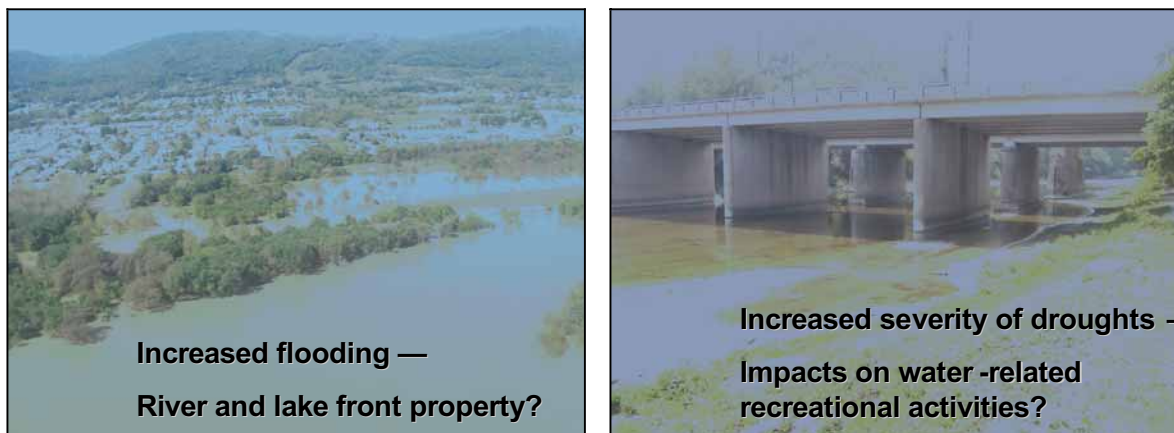 Increased flooding —
River and lake front property?
Increased severity of droughts -
Impacts on water -related
recreational activities?